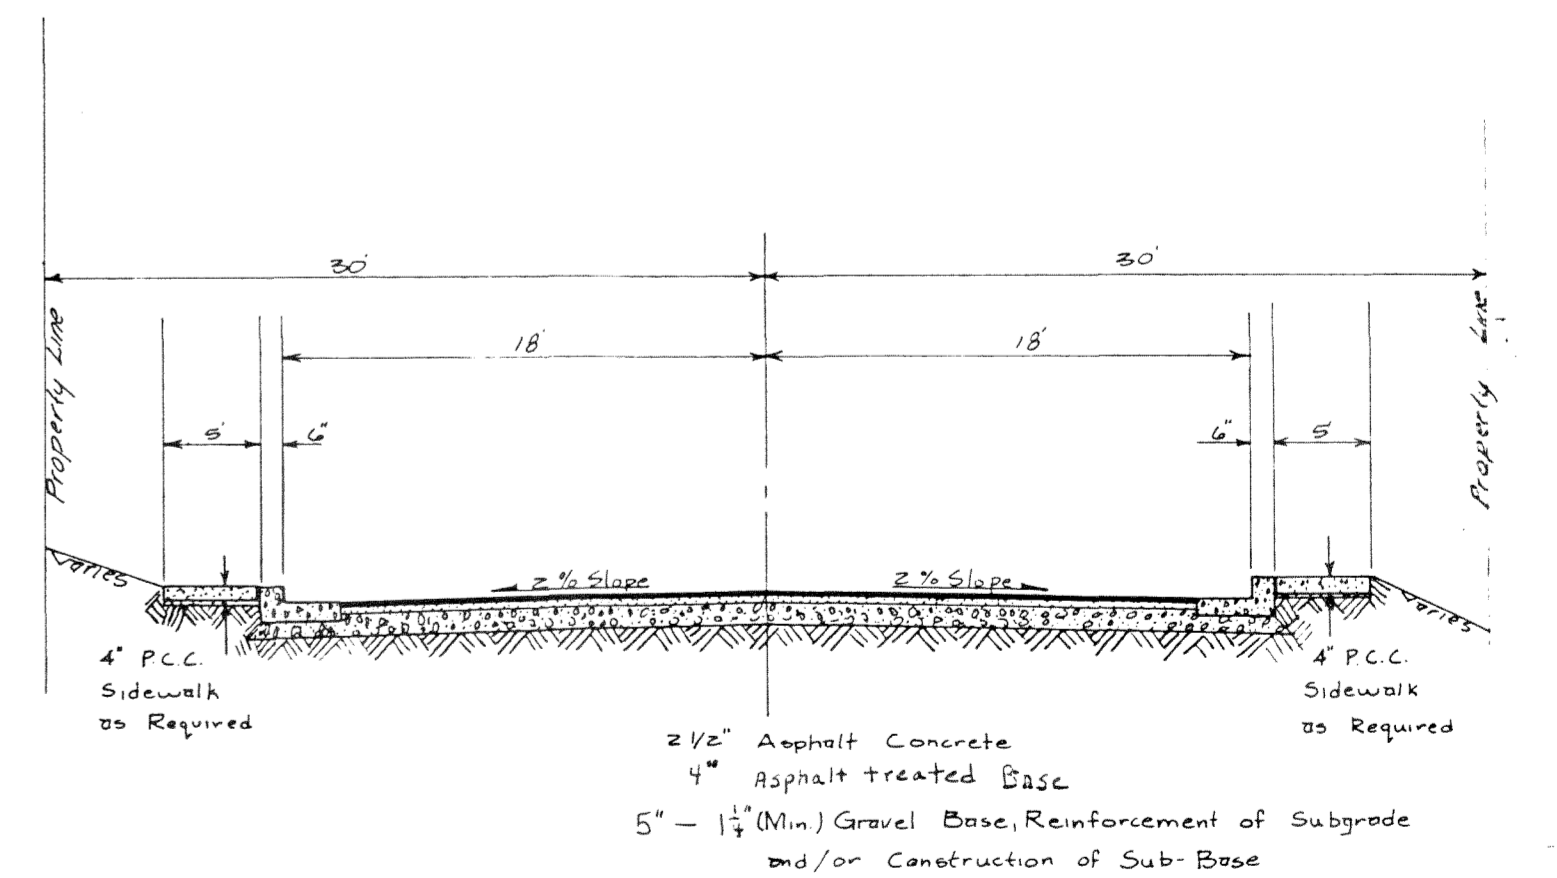 30' 30'
18' 18'
Property Line
Property Line
5' 6" 6" 5
2 % Slope 2 % Slope
Varies
Varies
4" P.C.C.
Sidewalk
as Required
4" P.C.C.
Sidewalk
as Required
2 1/2" Asphalt Concrete
4" Asphalt treated Base
5" — 1 1/4" (Min.) Gravel Base, Reinforcement of Subgrade
and/or Construction of Sub-Base